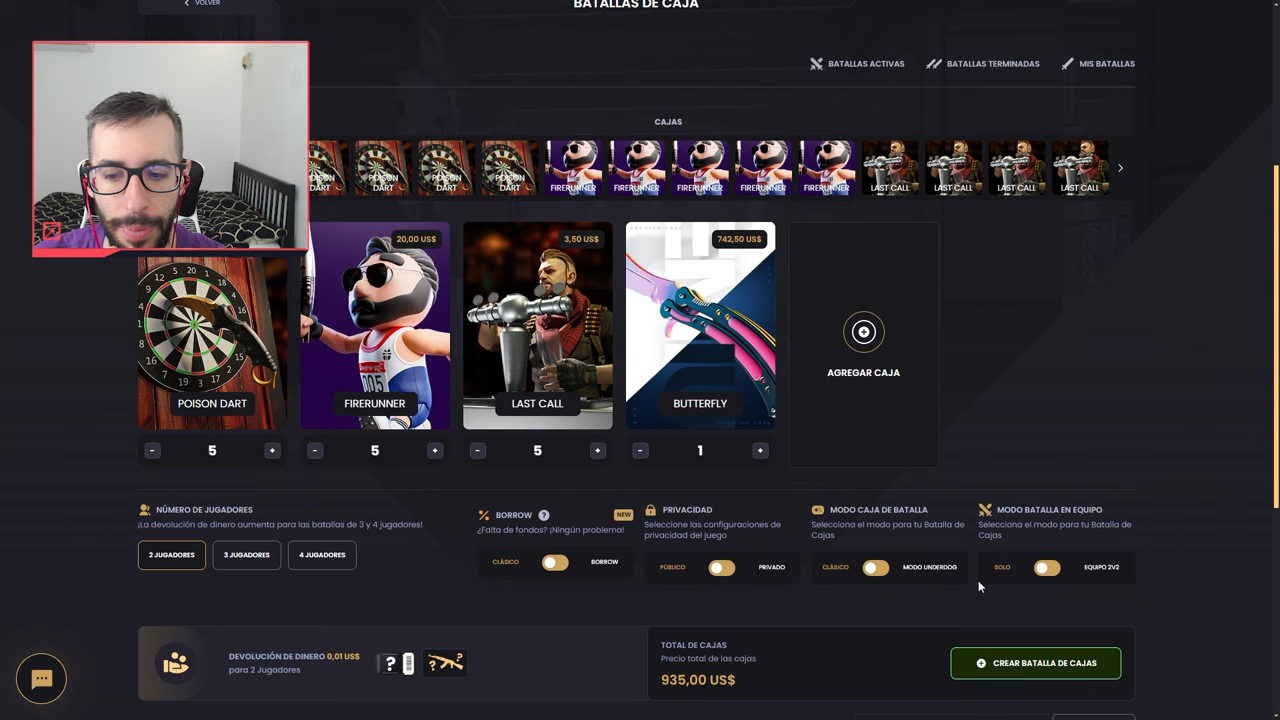 VOLVER
BATALLAS DE CAJA
BATALLAS ACTIVAS
BATALLAS TERMINADAS
MIS BATALLAS
CAJAS
DART
POISON DART
POISON DART
POISON DART
FIRERUNNER
FIRERUNNER
FIRERUNNER
FIRERUNNER
FIRERUNNER
LAST CALL
LAST CALL
LAST CALL
LAST CALL
20,00 US$
3,50 US$
742,50 US$
PREMIUM CASE
005
POISON DART
FIRERUNNER
LAST CALL
BUTTERFLY
AGREGAR CAJA
- 5 +
- 5 +
- 5 +
- 1 +
NÚMERO DE JUGADORES
¡La devolución de dinero aumenta para las batallas de 3 y 4 jugadores!
2 JUGADORES
3 JUGADORES
4 JUGADORES
BORROW ? NEW
¿Falta de fondos? ¡Ningún problema!
CLÁSICO
BORROW
PRIVACIDAD
Seleccione las configuraciones de
privacidad del juego
PÚBLICO
PRIVADO
MODO CAJA DE BATALLA
Selecciona el modo para tu Batalla de
Cajas
CLÁSICO
MODO UNDERDOG
MODO BATALLA EN EQUIPO
Selecciona el modo para tu Batalla de
Cajas
SOLO
EQUIPO 2V2
DEVOLUCIÓN DE DINERO 0,01 US$
para 2 Jugadores
TOTAL DE CAJAS
Precio total de las cajas
935,00 US$
CREAR BATALLA DE CAJAS